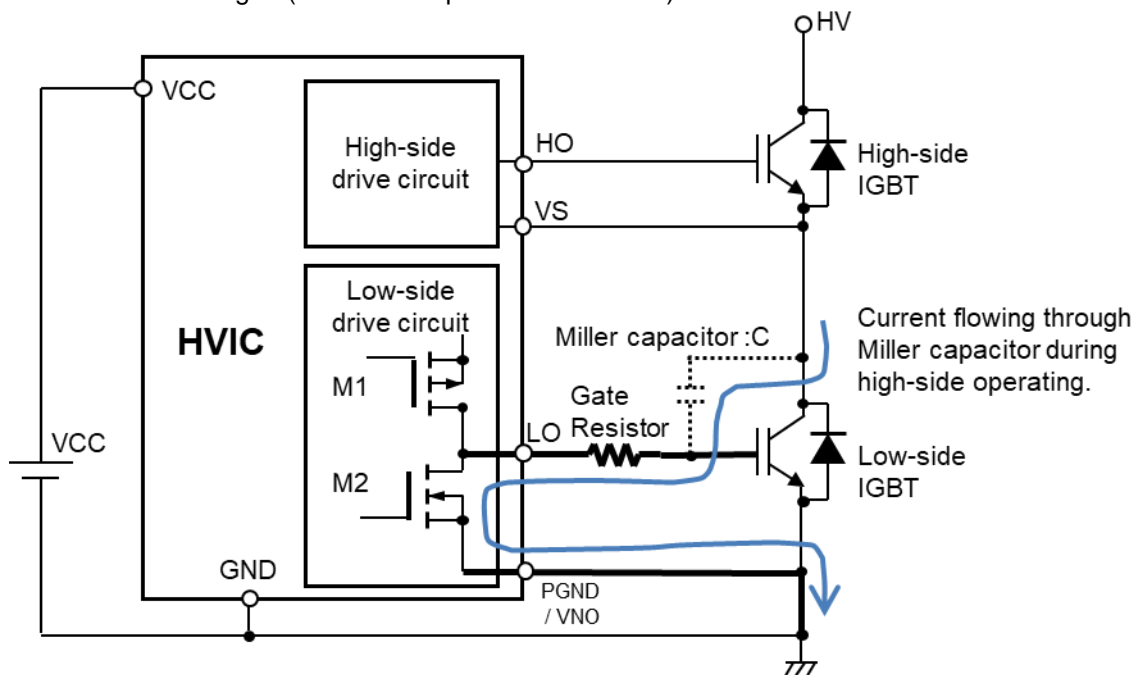 HV
VCC
High-side
drive circuit
HO
High-side
IGBT
VS
HVIC
Low-side
drive circuit
M1
Miller capacitor :C
Current flowing through
Miller capacitor during
high-side operating.
Gate
Resistor
LO
VCC
M2
Low-side
IGBT
GND
PGND
/ VNO